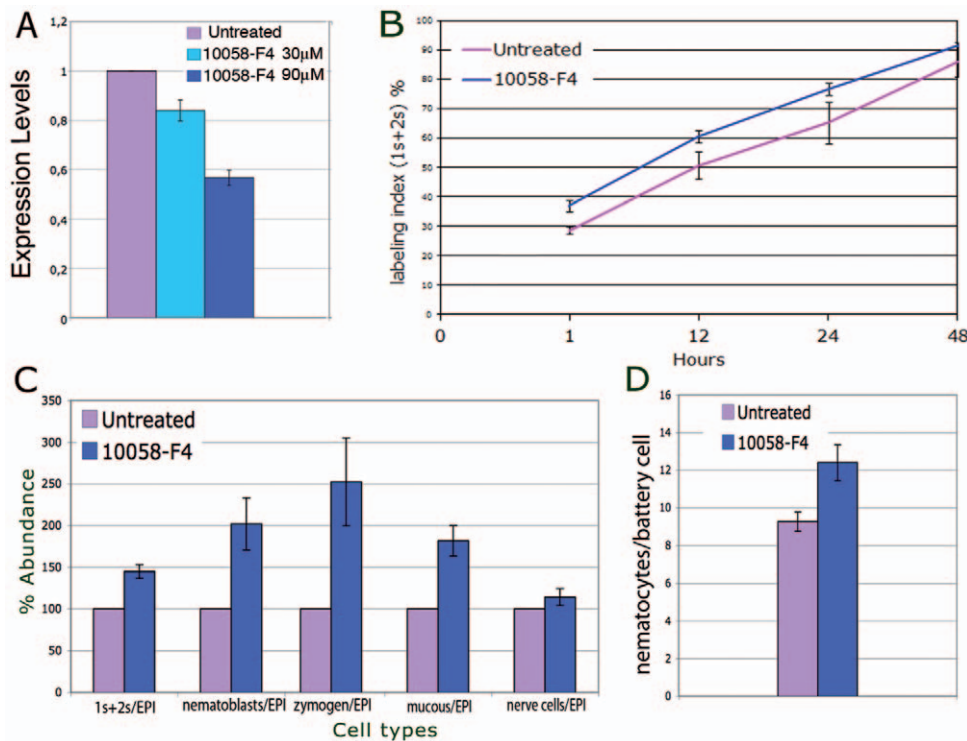 A
Expression Levels
1,2
1
0,8
0,6
0,4
0,2
0
Untreated
10058-F4 30µM
10058-F4 90µM
B
labeling index (1s+2s) %
100
90
80
70
60
50
40
30
20
10
0
Untreated
10058-F4
0 1 12 24 48
Hours
C
% Abundance
350
300
250
200
150
100
50
0
Untreated
10058-F4
1s+2s/EPI nematoblasts/EPI zymogen/EPI mucous/EPI nerve cells/EPI
Cell types
D
nematocytes/battery cell
16
14
12
10
8
6
4
2
0
Untreated
10058-F4